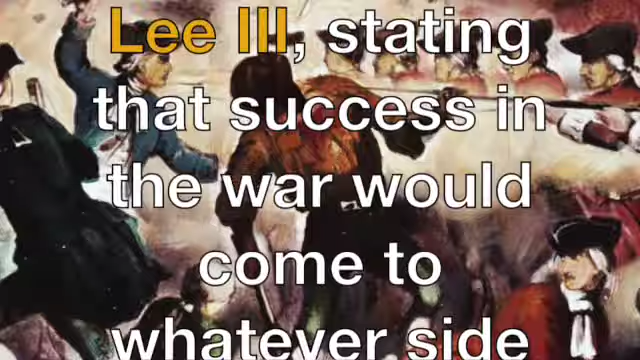 Lee III, stating
that success in
the war would
come to
whatever side